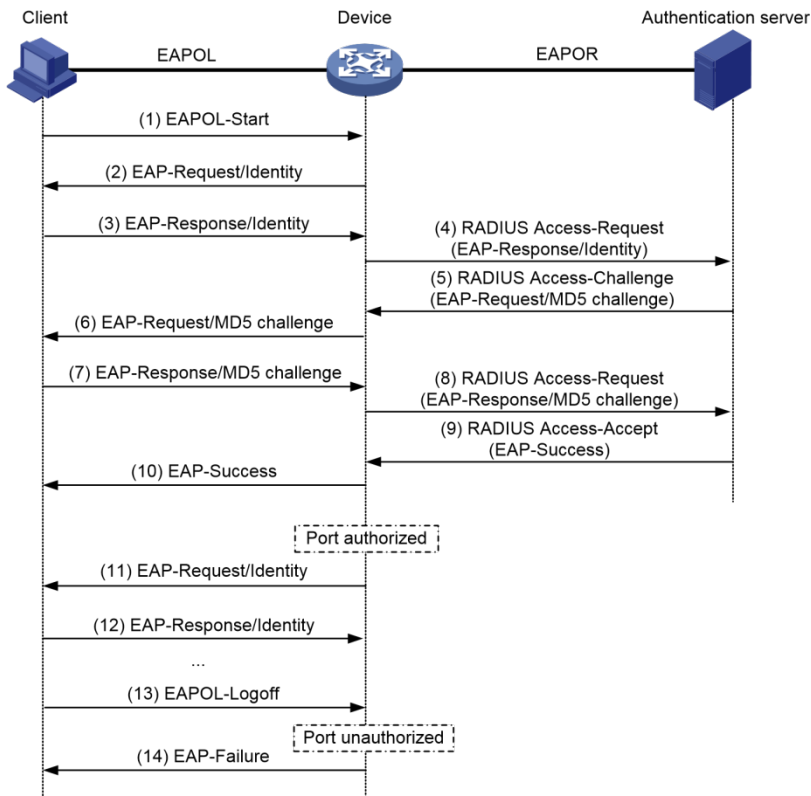 Client
Device
Authentication server
EAPOL
EAPOR
(1) EAPOL-Start
(2) EAP-Request/Identity
(3) EAP-Response/Identity
(4) RADIUS Access-Request
(EAP-Response/Identity)
(5) RADIUS Access-Challenge
(EAP-Request/MD5 challenge)
(6) EAP-Request/MD5 challenge
(7) EAP-Response/MD5 challenge
(8) RADIUS Access-Request
(EAP-Response/MD5 challenge)
(9) RADIUS Access-Accept
(EAP-Success)
(10) EAP-Success
Port authorized
(11) EAP-Request/Identity
(12) EAP-Response/Identity
...
(13) EAPOL-Logoff
Port unauthorized
(14) EAP-Failure